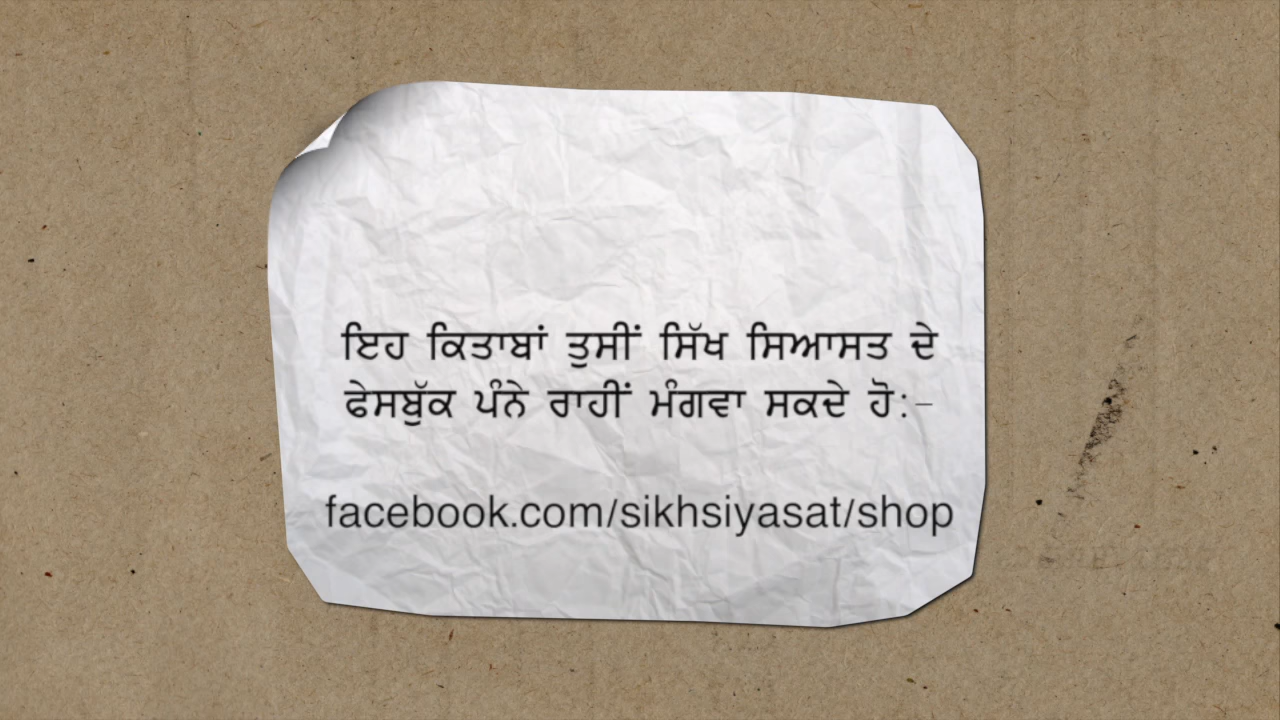 ਇਹ ਕਿਤਾਬਾਂ ਤੁਸੀਂ ਸਿੱਖ ਸਿਆਸਤ ਦੇ
ਫੇਸਬੁੱਕ ਪੰਨੇ ਰਾਹੀਂ ਮੰਗਵਾ ਸਕਦੇ ਹੋ:-
facebook.com/sikhsiyasat/shop